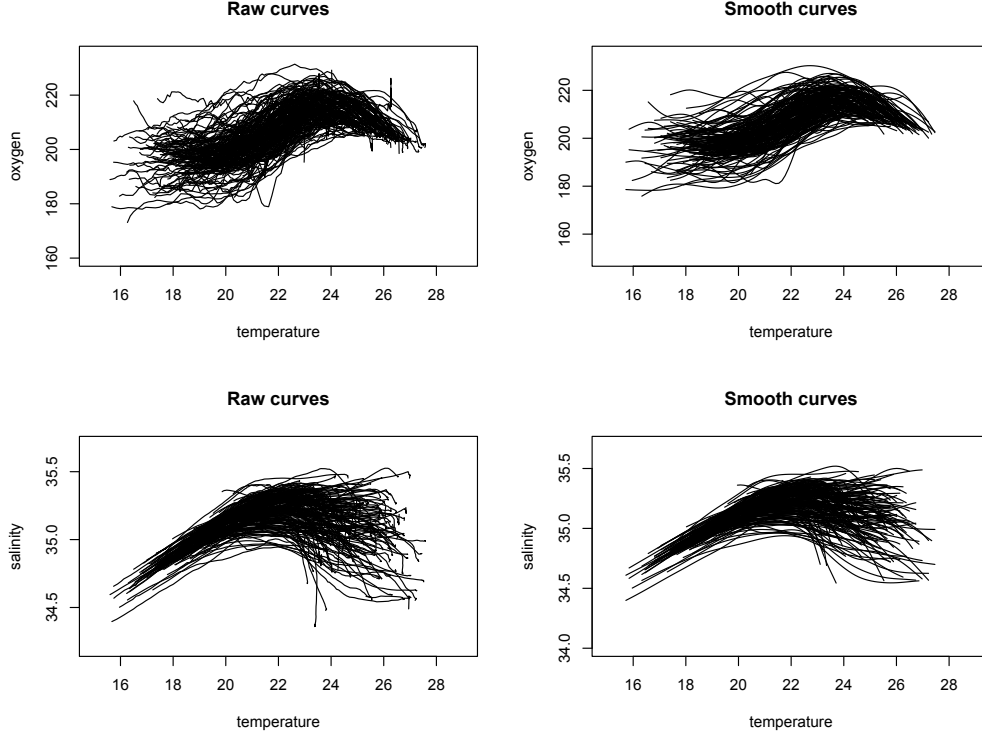 Raw curves
oxygen
160 180 200 220
16 18 20 22 24 26 28
temperature
Smooth curves
oxygen
160 180 200 220
16 18 20 22 24 26 28
temperature
Raw curves
salinity
34.5 35.0 35.5
16 18 20 22 24 26 28
temperature
Smooth curves
salinity
34.0 34.5 35.0 35.5
16 18 20 22 24 26 28
temperature